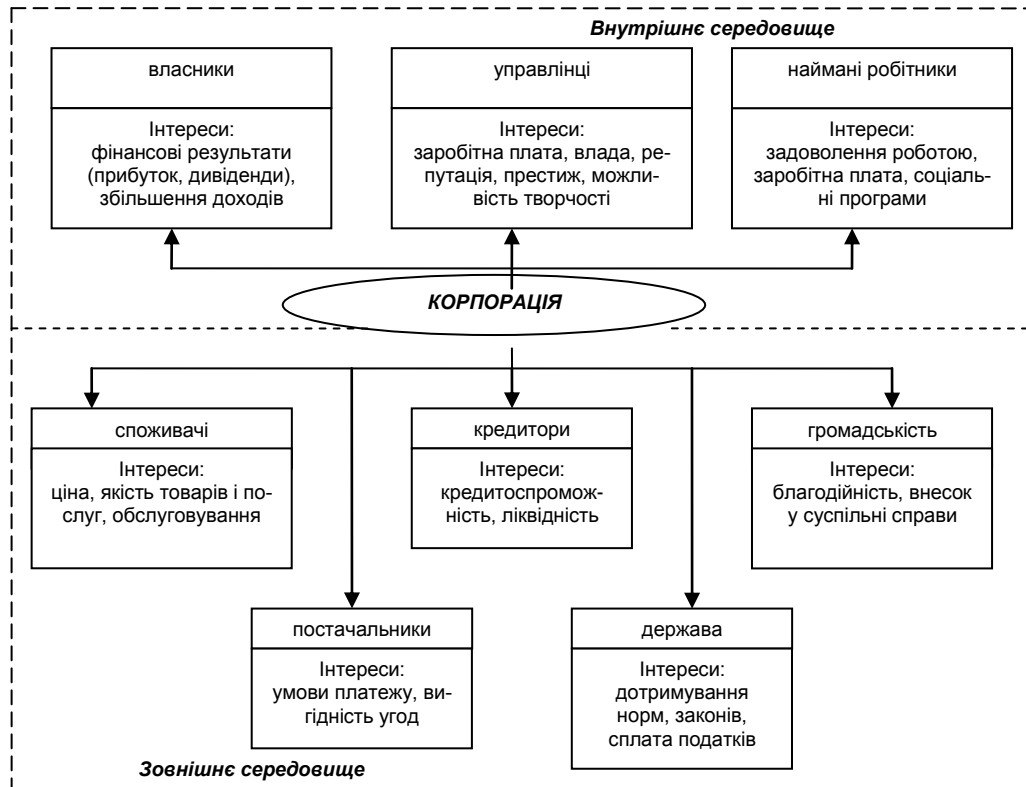 Внутрішнє середовище
власники
Інтереси:
фінансові результати
(прибуток, дивіденди),
збільшення доходів
управлінці
Інтереси:
заробітна плата, влада, ре-
путація, престиж, можли-
вість творчості
наймані робітники
Інтереси:
задоволення роботою,
заробітна плата, соціаль-
ні програми
КОРПОРАЦІЯ
споживачі
Інтереси:
ціна, якість товарів і по-
слуг, обслуговування
кредитори
Інтереси:
кредитоспромож-
ність, ліквідність
громадськість
Інтереси:
благодійність, внесок
у суспільні справи
постачальники
Інтереси:
умови платежу, ви-
гідність угод
держава
Інтереси:
дотримування
норм, законів,
сплата податків
Зовнішнє середовище